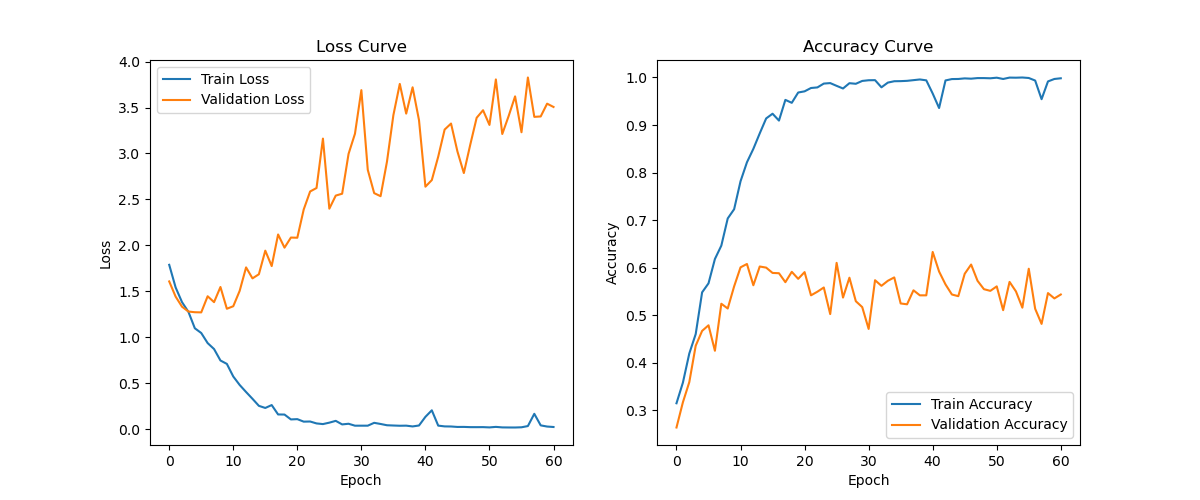 Loss Curve
4.0
3.5
3.0
2.5
2.0
1.5
1.0
0.5
0.0
Loss
Train Loss
Validation Loss
0 10 20 30 40 50 60
Epoch
Accuracy Curve
1.0
0.9
0.8
0.7
0.6
0.5
0.4
0.3
Accuracy
Train Accuracy
Validation Accuracy
0 10 20 30 40 50 60
Epoch